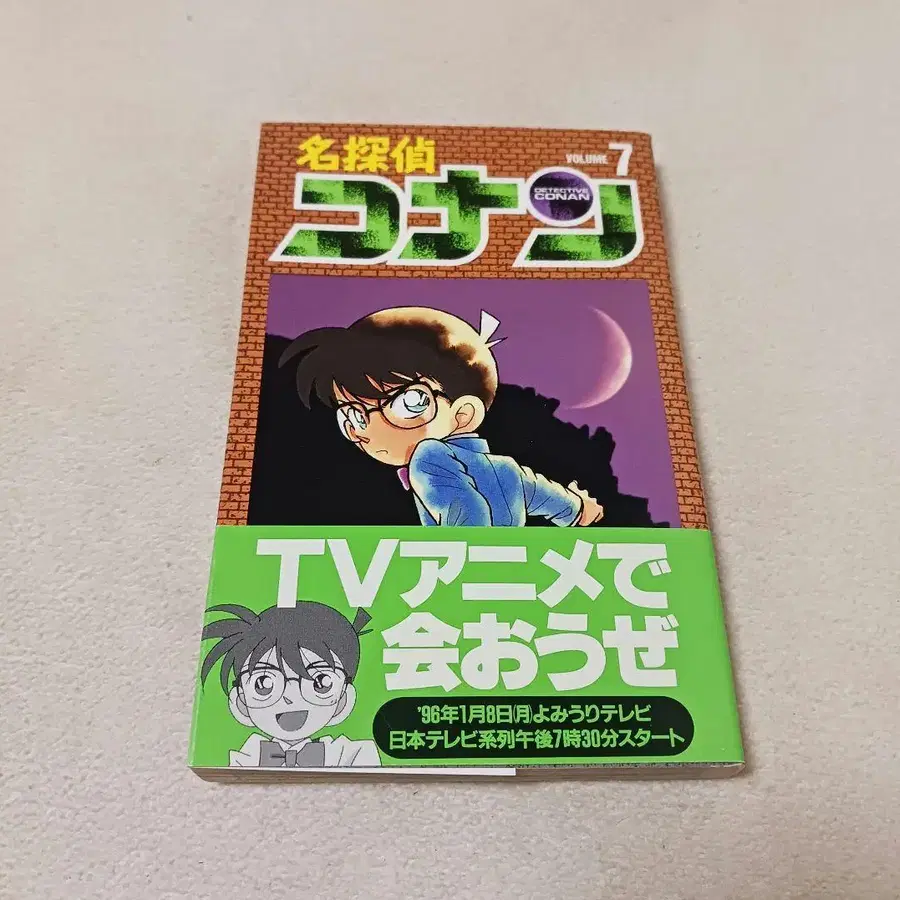 名探偵
VOLUME 7
コナン
DETECTIVE
CONAN
TVアニメで
会おうぜ
'96年1月8日(月)よみうりテレビ
日本テレビ系列午後7時30分スタート